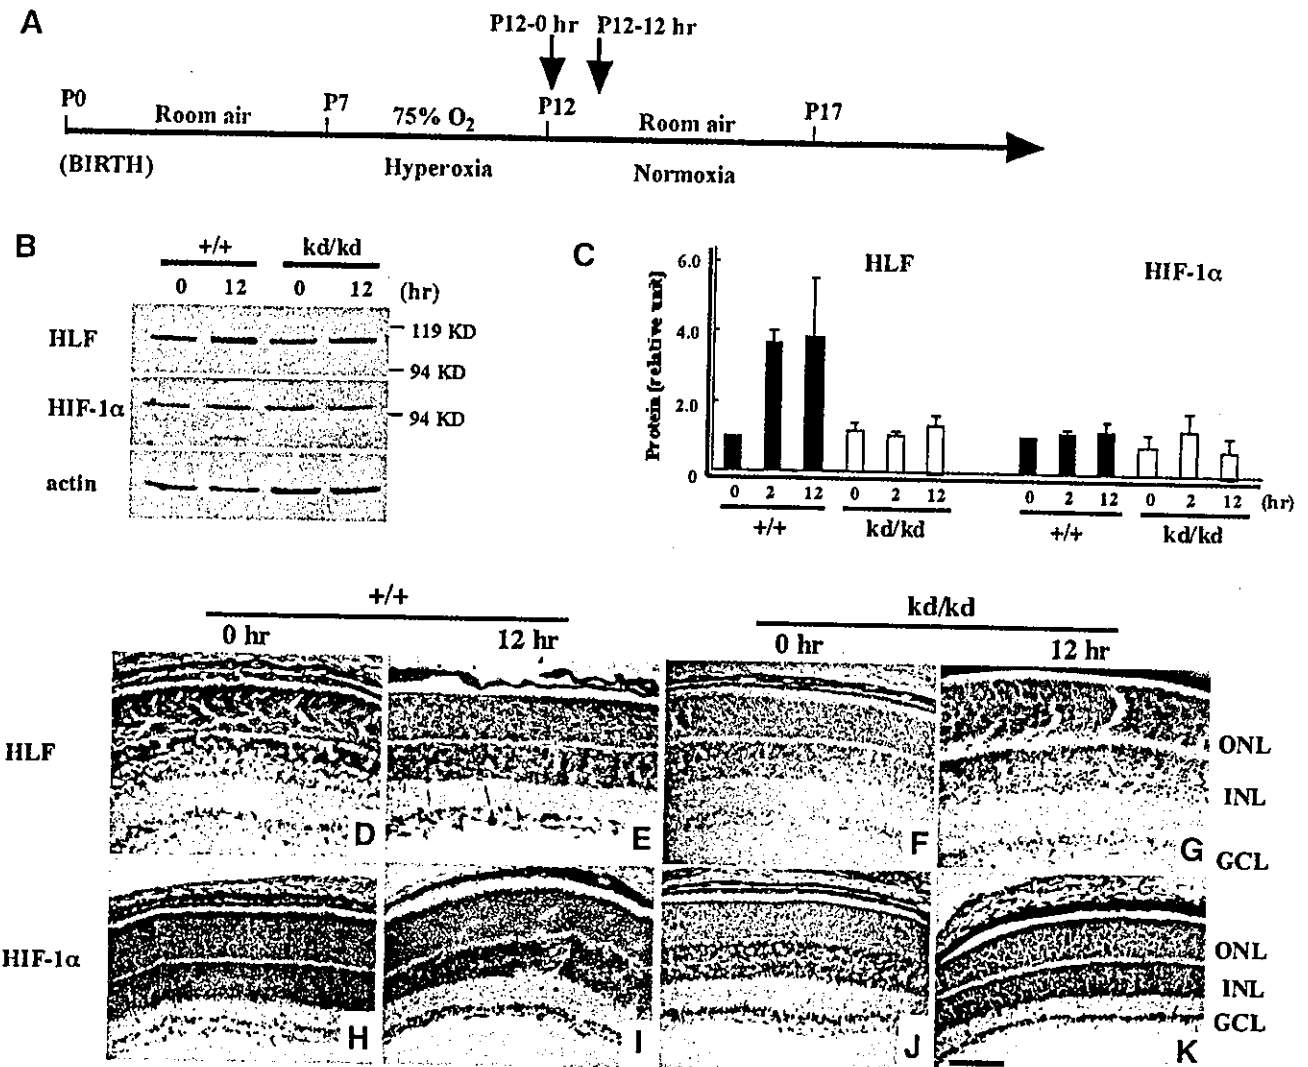 A
P12-0 hr P12-12 hr
P0 Room air P7 75% O₂ P12 Room air P17
(BIRTH) Hyperoxia Normoxia
B
+/+ kd/kd
0 12 0 12 (hr)
HLF
119 KD
94 KD
HIF-1α
94 KD
actin
C
HLF HIF-1α
Protein (relative unit)
6.0
4.0
2.0
0
0 2 12 0 2 12 0 2 12 0 2 12 (hr)
+/+ kd/kd +/+ kd/kd
+/+ kd/kd
0 hr 12 hr 0 hr 12 hr
HLF
ONL
INL
GCL
D E F G
HIF-1α
ONL
INL
GCL
H I J K